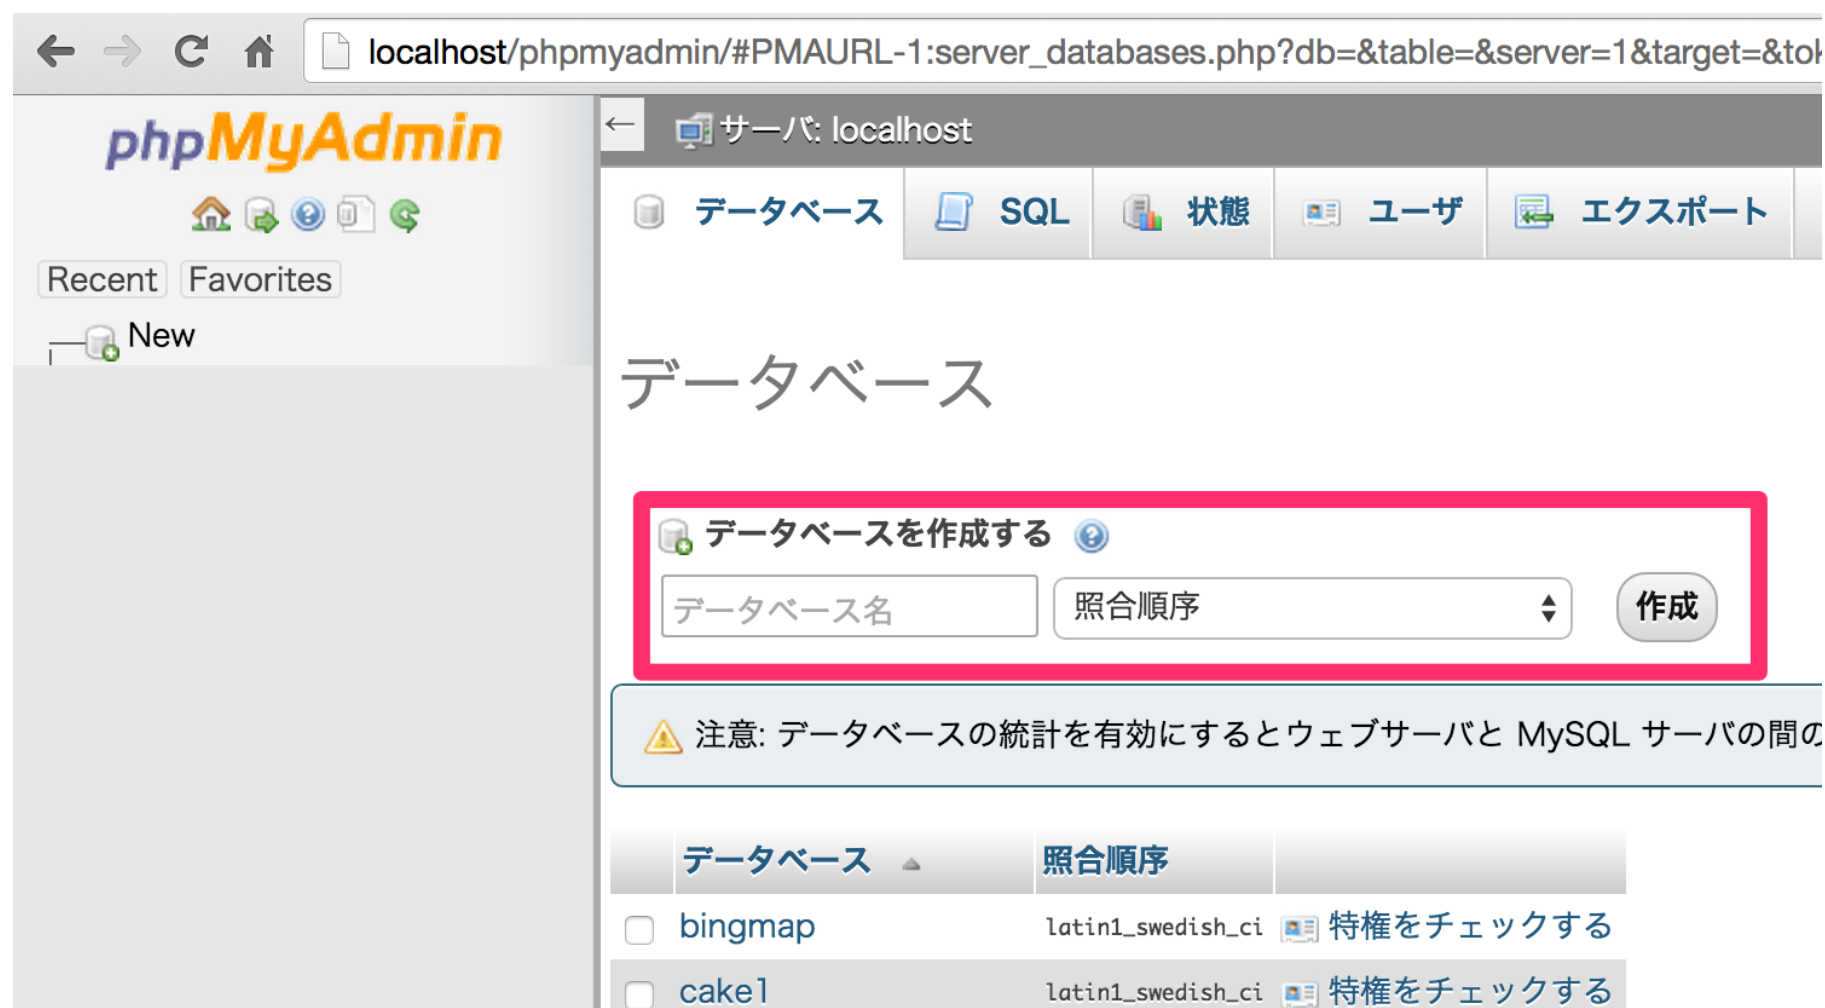 localhost/phpmyadmin/#PMAURL-1:server_databases.php?db=&table=&server=1&target=&tok
phpMyAdmin
サーバ: localhost
データベース SQL 状態 ユーザ エクスポート
Recent Favorites
New
データベース
データベースを作成する
データベース名 照合順序 作成
注意: データベースの統計を有効にするとウェブサーバと MySQL サーバの間の
データベース 照合順序
bingmap latin1_swedish_ci 特権をチェックする
cake1 latin1_swedish_ci 特権をチェックする